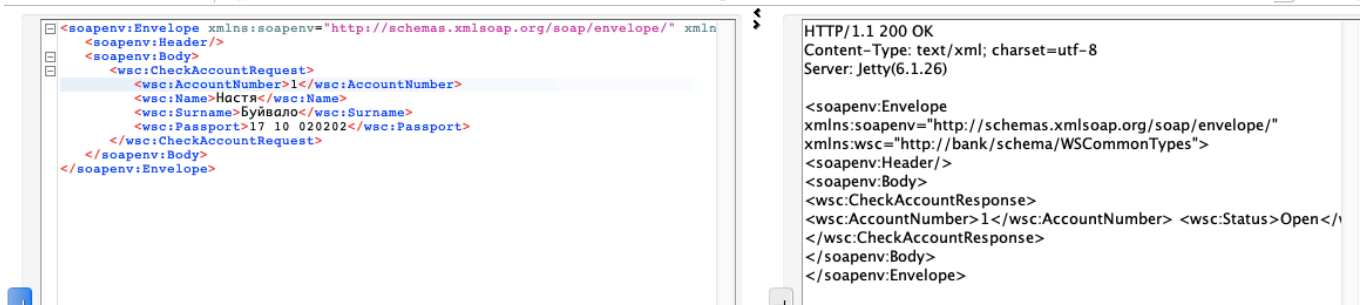 <soapenv:Envelope xmlns:soapenv="http://schemas.xmlsoap.org/soap/envelope/" xmln
<soapenv:Header/>
<soapenv:Body>
<wsc:CheckAccountRequest>
<wsc:AccountNumber>1</wsc:AccountNumber>
<wsc:Name>Настя</wsc:Name>
<wsc:Surname>Буйвало</wsc:Surname>
<wsc:Passport>17 10 020202</wsc:Passport>
</wsc:CheckAccountRequest>
</soapenv:Body>
</soapenv:Envelope>
HTTP/1.1 200 OK
Content-Type: text/xml; charset=utf-8
Server: Jetty(6.1.26)
<soapenv:Envelope
xmlns:soapenv="http://schemas.xmlsoap.org/soap/envelope/"
xmlns:wsc="http://bank/schema/WSCommonTypes">
<soapenv:Header/>
<soapenv:Body>
<wsc:CheckAccountResponse>
<wsc:AccountNumber>1</wsc:AccountNumber> <wsc:Status>Open</
</wsc:CheckAccountResponse>
</soapenv:Body>
</soapenv:Envelope>